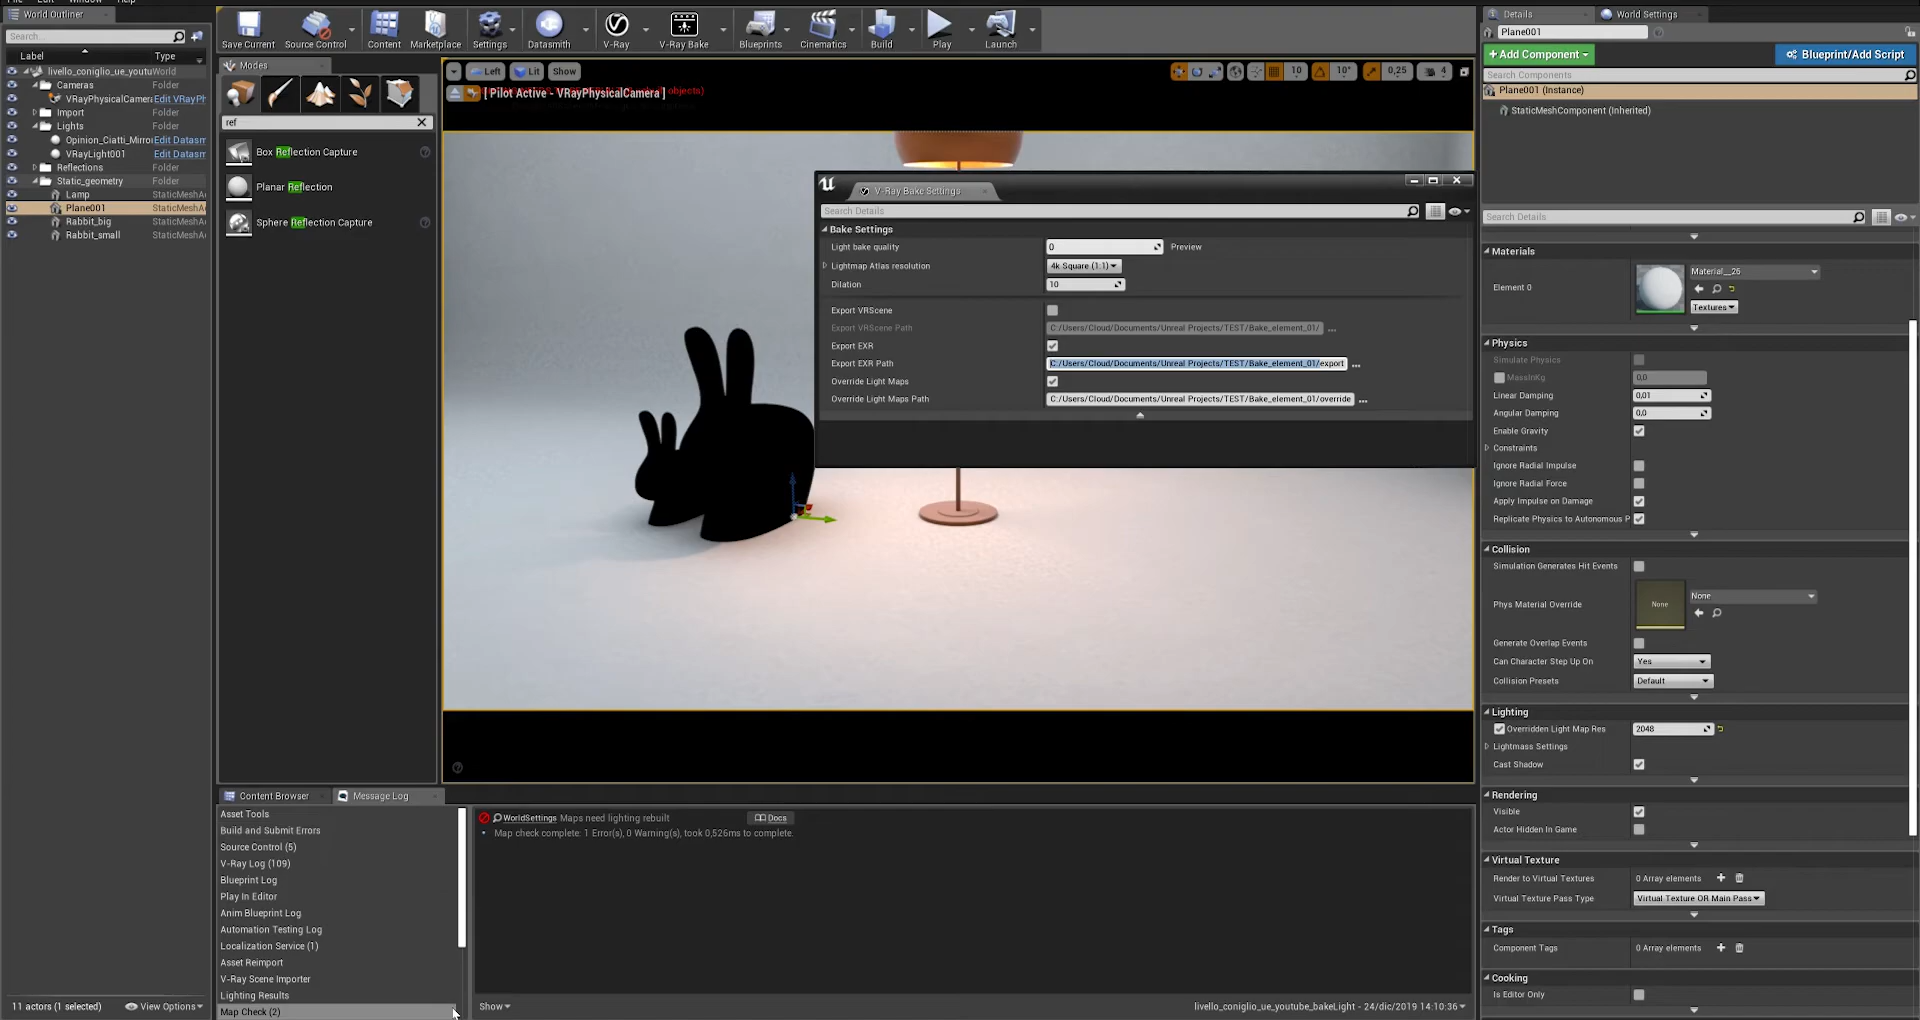 File Edit Window Help
World Outliner
Search...
Label Type
livello_coniglio_ue_youtu World
Cameras Folder
VRayPhysicalCamera Edit VRayPh
Import Folder
Lights Folder
Opinion_Ciatti_Mirro Edit Datasm
VRayLight001 Edit Datasm
Reflections Folder
Static_geometry Folder
Lamp StaticMeshA
Plane001 StaticMeshA
Rabbit_big StaticMeshA
Rabbit_small StaticMeshA
11 actors (1 selected) View Options
Save Current Source Control Content Marketplace Settings Datasmith V-Ray V-Ray Bake Blueprints Cinematics Build Play Launch
Modes
ref
Box Reflection Capture
Planar Reflection
Sphere Reflection Capture
Left Lit Show
10 10° 0,25 4
[ Pilot Active - VRayPhysicalCamera ]
objects)
V-Ray Bake Settings
Search Details
Bake Settings
Light bake quality 0 Preview
Lightmap Atlas resolution 4k Square (1:1)
Dilation 10
Export VRScene
Export VRScene Path C:/Users/Cloud/Documents/Unreal Projects/TEST/Bake_element_01/ ...
Export EXR
Export EXR Path C:/Users/Cloud/Documents/Unreal Projects/TEST/Bake_element_01/export ...
Override Light Maps
Override Light Maps Path C:/Users/Cloud/Documents/Unreal Projects/TEST/Bake_element_01/override ...
Content Browser Message Log
Asset Tools
Build and Submit Errors
Source Control (5)
V-Ray Log (109)
Blueprint Log
Play In Editor
Anim Blueprint Log
Automation Testing Log
Localization Service (1)
Asset Reimport
V-Ray Scene Importer
Lighting Results
Map Check (2)
WorldSettings Maps need lighting rebuilt Docs
Map check complete: 1 Error(s), 0 Warning(s), took 0,526ms to complete.
Show
livello_coniglio_ue_youtube_bakeLight - 24/dic/2019 14:10:36
Details World Settings
Plane001
+ Add Component Blueprint/Add Script
Search Components
Plane001 (Instance)
StaticMeshComponent (Inherited)
Search Details
Materials
Element 0 Material__26
Textures
Physics
Simulate Physics
MassInKg 0,0
Linear Damping 0,01
Angular Damping 0,0
Enable Gravity
Constraints
Ignore Radial Impulse
Ignore Radial Force
Apply Impulse on Damage
Replicate Physics to Autonomous P
Collision
Simulation Generates Hit Events
Phys Material Override None None
Generate Overlap Events
Can Character Step Up On Yes
Collision Presets Default
Lighting
Overridden Light Map Res 2048
Lightmass Settings
Cast Shadow
Rendering
Visible
Actor Hidden In Game
Virtual Texture
Render to Virtual Textures 0 Array elements
Virtual Texture Pass Type Virtual Texture OR Main Pass
Tags
Component Tags 0 Array elements
Cooking
Is Editor Only